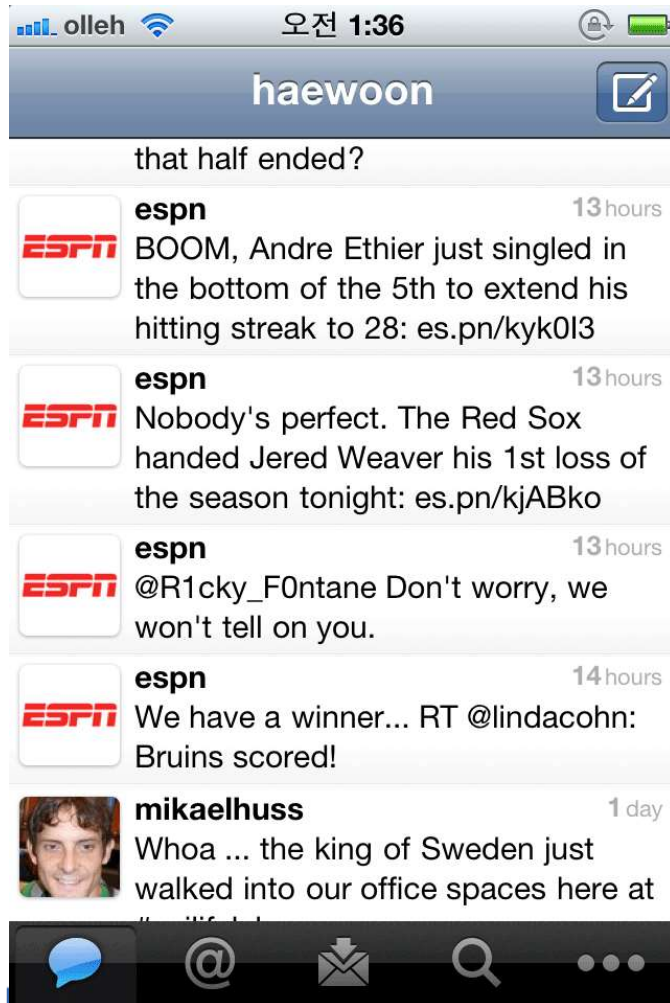 olleh 오전 1:36
haewoon
that half ended?
espn 13 hours
ESPN BOOM, Andre Ethier just singled in
the bottom of the 5th to extend his
hitting streak to 28: es.pn/kyk0I3
espn 13 hours
ESPN Nobody's perfect. The Red Sox
handed Jered Weaver his 1st loss of
the season tonight: es.pn/kjABko
espn 13 hours
ESPN @R1cky_F0ntane Don't worry, we
won't tell on you.
espn 14 hours
ESPN We have a winner... RT @lindacohn:
Bruins scored!
mikaelhuss 1 day
Whoa ... the king of Sweden just
walked into our office spaces here at
@